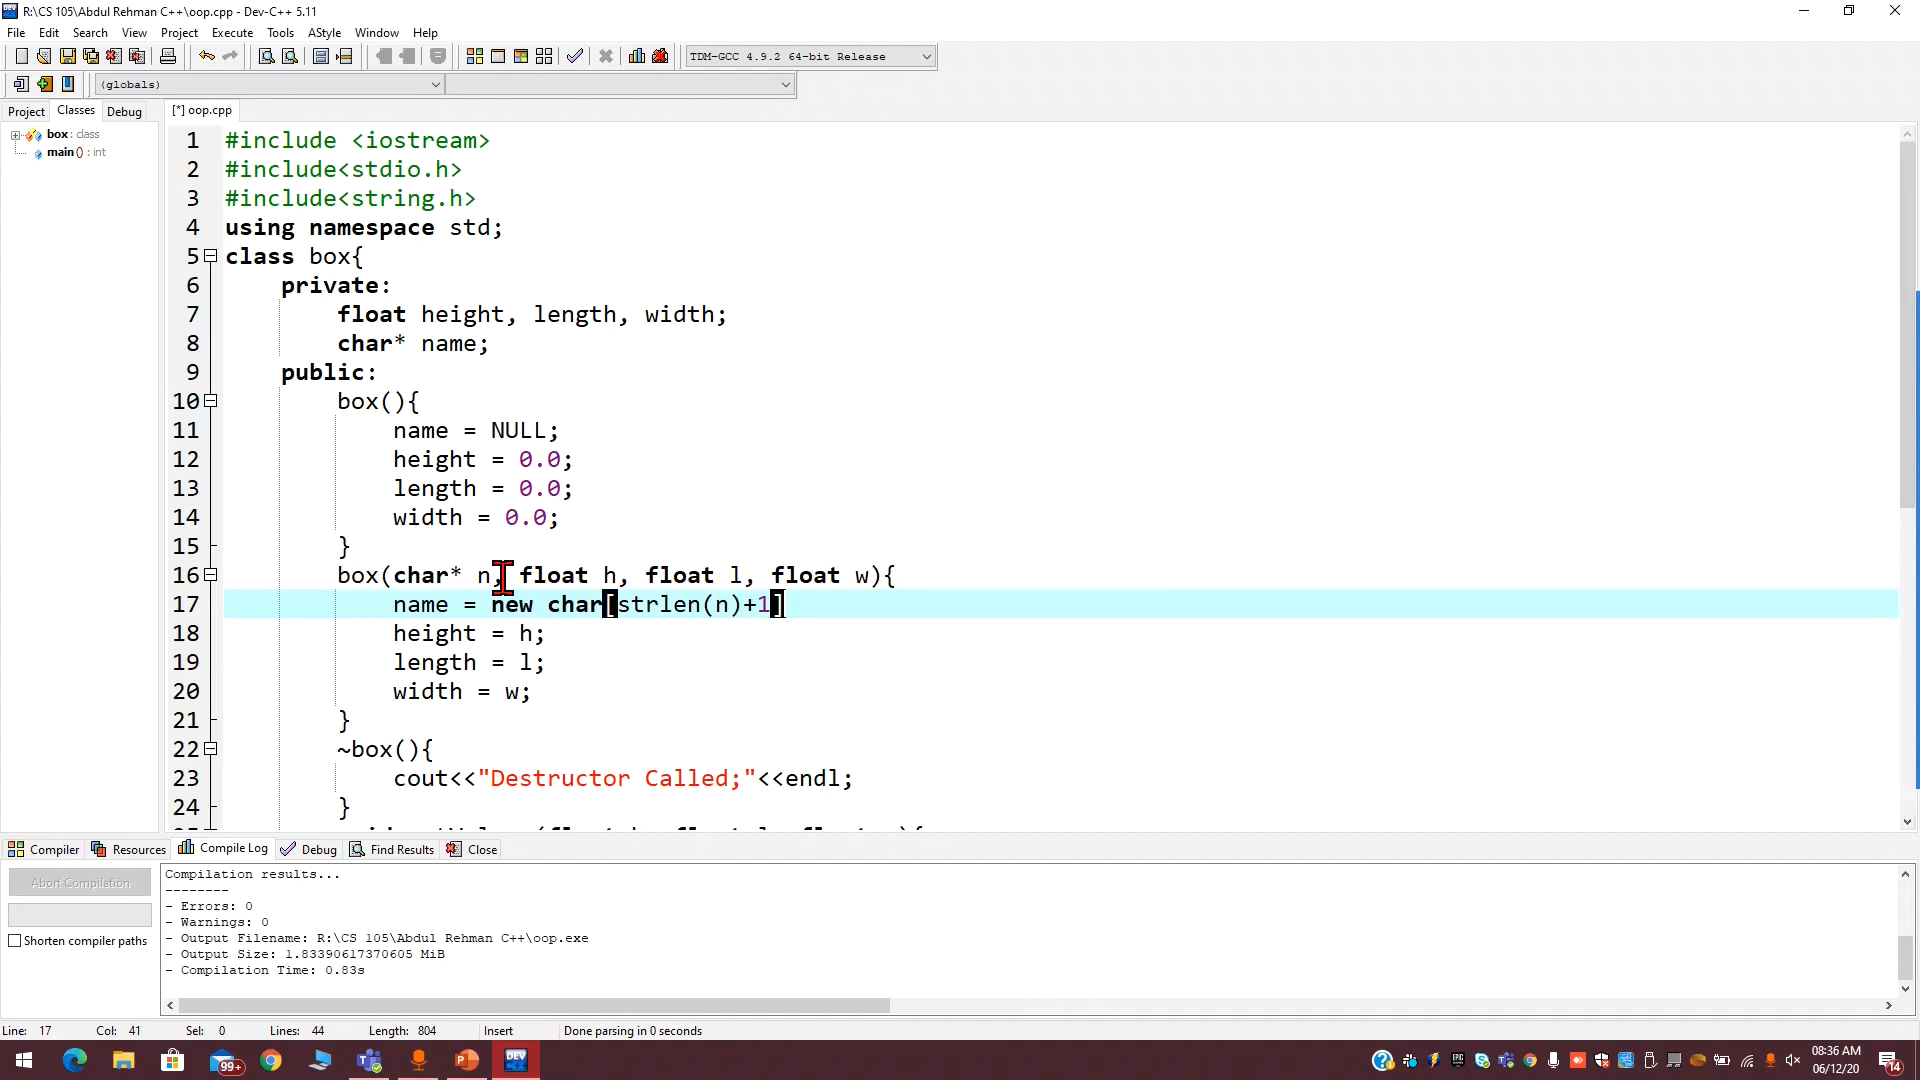 R:\CS 105\Abdul Rehman C++\oop.cpp - Dev-C++ 5.11
File Edit Search View Project Execute Tools AStyle Window Help
TDM-GCC 4.9.2 64-bit Release
(globals)
Project Classes Debug
[*] oop.cpp
box : class
main () : int
1 #include <iostream>
2 #include<stdio.h>
3 #include<string.h>
4 using namespace std;
5 class box{
6 private:
7 float height, length, width;
8 char* name;
9 public:
10 box(){
11 name = NULL;
12 height = 0.0;
13 length = 0.0;
14 width = 0.0;
15 }
16 box(char* n, float h, float l, float w){
17 name = new char[strlen(n)+1]
18 height = h;
19 length = l;
20 width = w;
21 }
22 ~box(){
23 cout<<"Destructor Called;"<<endl;
24 }
Compiler Resources Compile Log Debug Find Results Close
Abort Compilation
Shorten compiler paths
Compilation results...
--------
- Errors: 0
- Warnings: 0
- Output Filename: R:\CS 105\Abdul Rehman C++\oop.exe
- Output Size: 1.83390617370605 MiB
- Compilation Time: 0.83s
Line: 17 Col: 41 Sel: 0 Lines: 44 Length: 804 Insert Done parsing in 0 seconds
99+
DEV
EPIC
08:36 AM
06/12/20
14